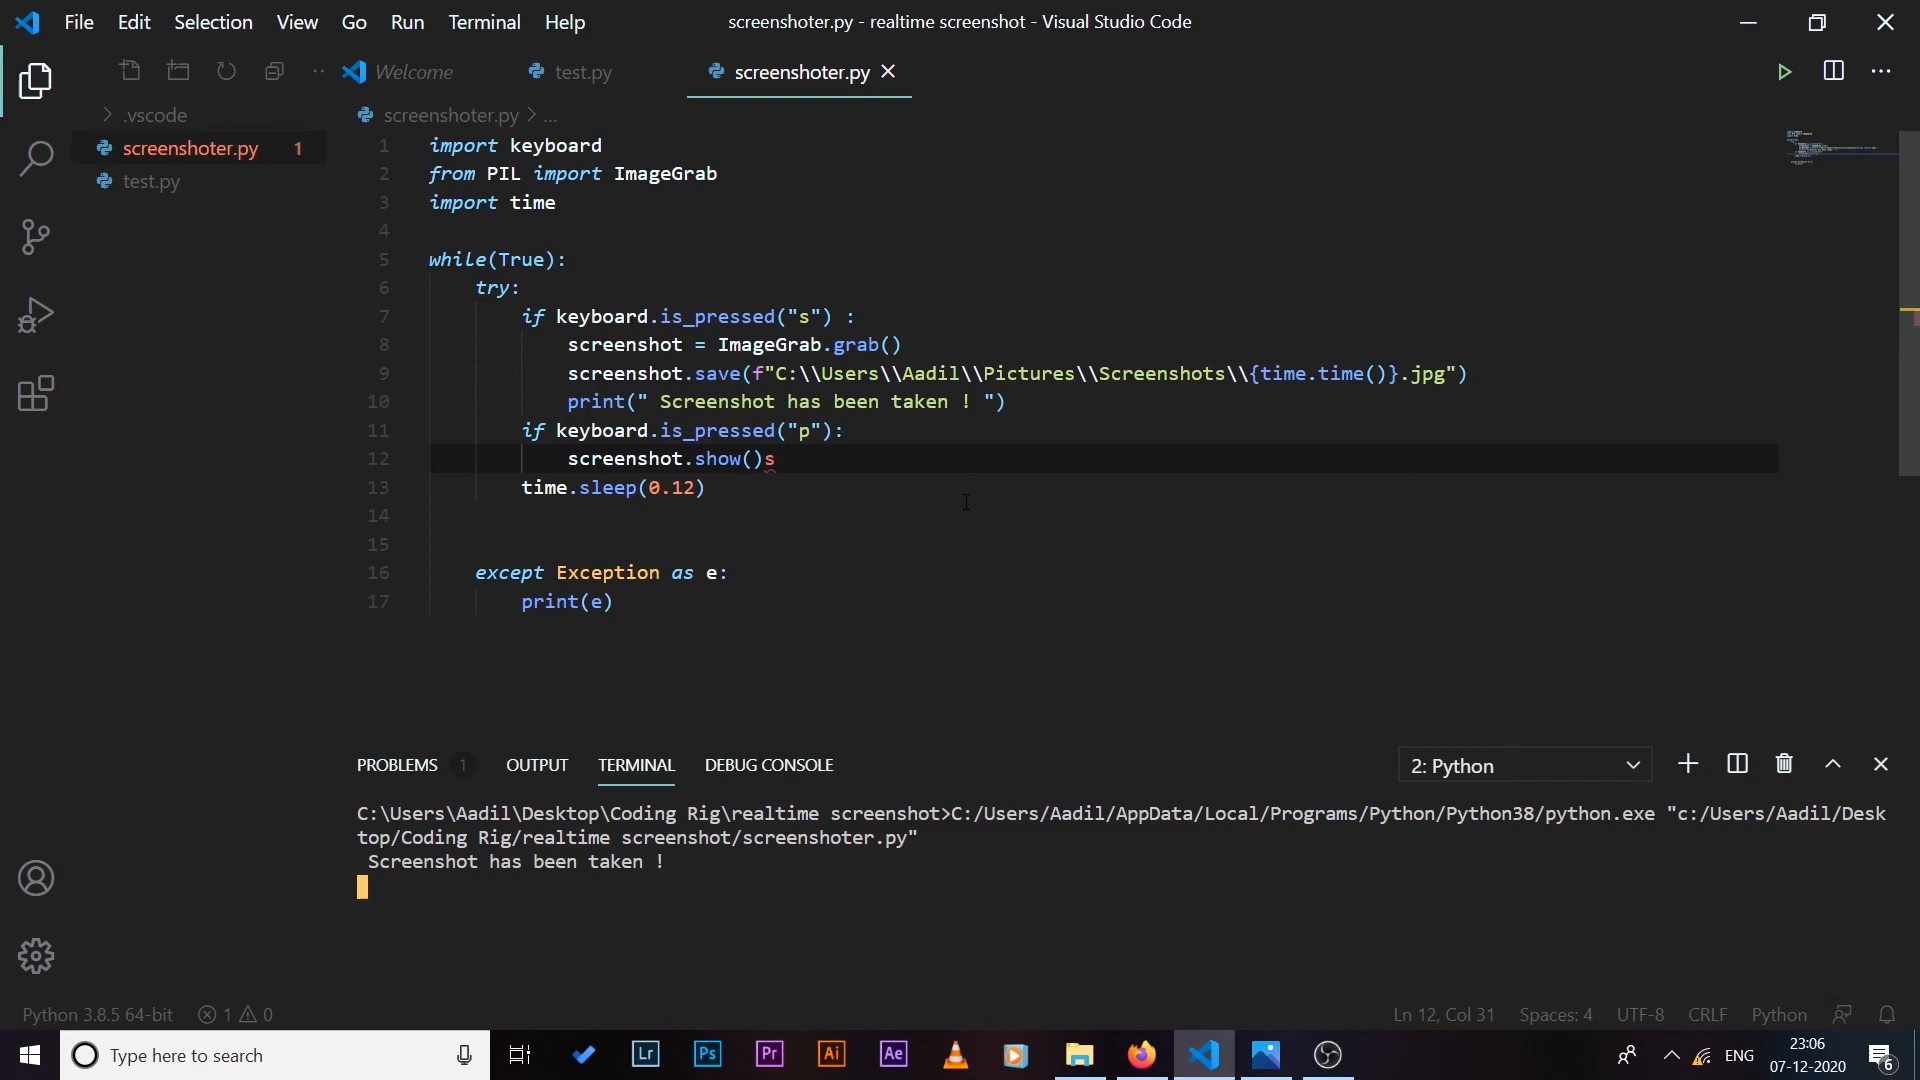 File Edit Selection View Go Run Terminal Help screenshoter.py - realtime screenshot - Visual Studio Code
Welcome test.py screenshoter.py
.vscode
screenshoter.py 1
test.py
screenshoter.py > ...
1 import keyboard
2 from PIL import ImageGrab
3 import time
4
5 while(True):
6 try:
7 if keyboard.is_pressed("s") :
8 screenshot = ImageGrab.grab()
9 screenshot.save(f"C:\\Users\\Aadil\\Pictures\\Screenshots\\{time.time()}.jpg")
10 print(" Screenshot has been taken ! ")
11 if keyboard.is_pressed("p"):
12 screenshot.show()s
13 time.sleep(0.12)
14
15
16 except Exception as e:
17 print(e)
PROBLEMS 1 OUTPUT TERMINAL DEBUG CONSOLE 2: Python
C:\Users\Aadil\Desktop\Coding Rig\realtime screenshot>C:/Users/Aadil/AppData/Local/Programs/Python/Python38/python.exe "c:/Users/Aadil/Desk
top/Coding Rig/realtime screenshot/screenshoter.py"
Screenshot has been taken !
Python 3.8.5 64-bit 1 0 Ln 12, Col 31 Spaces: 4 UTF-8 CRLF Python
Type here to search Lr Ps Pr Ai Ae ENG 23:06
07-12-2020 6